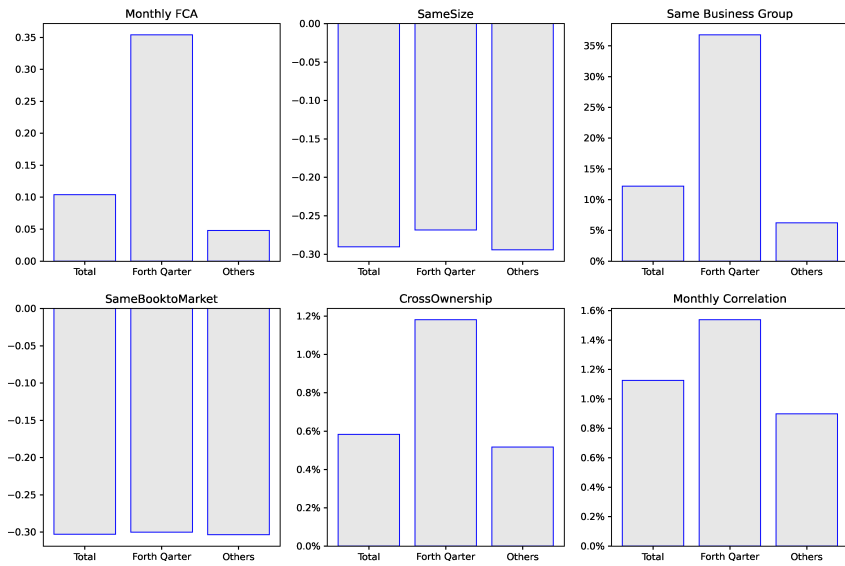 Monthly FCA
0.35
0.30
0.25
0.20
0.15
0.10
0.05
0.00
Total
Forth Qarter
Others
SameSize
0.00
−0.05
−0.10
−0.15
−0.20
−0.25
−0.30
Total
Forth Qarter
Others
Same Business Group
35%
30%
25%
20%
15%
10%
5%
0%
Total
Forth Qarter
Others
SameBooktoMarket
0.00
−0.05
−0.10
−0.15
−0.20
−0.25
−0.30
Total
Forth Qarter
Others
CrossOwnership
1.2%
1.0%
0.8%
0.6%
0.4%
0.2%
0.0%
Total
Forth Qarter
Others
Monthly Correlation
1.6%
1.4%
1.2%
1.0%
0.8%
0.6%
0.4%
0.2%
0.0%
Total
Forth Qarter
Others